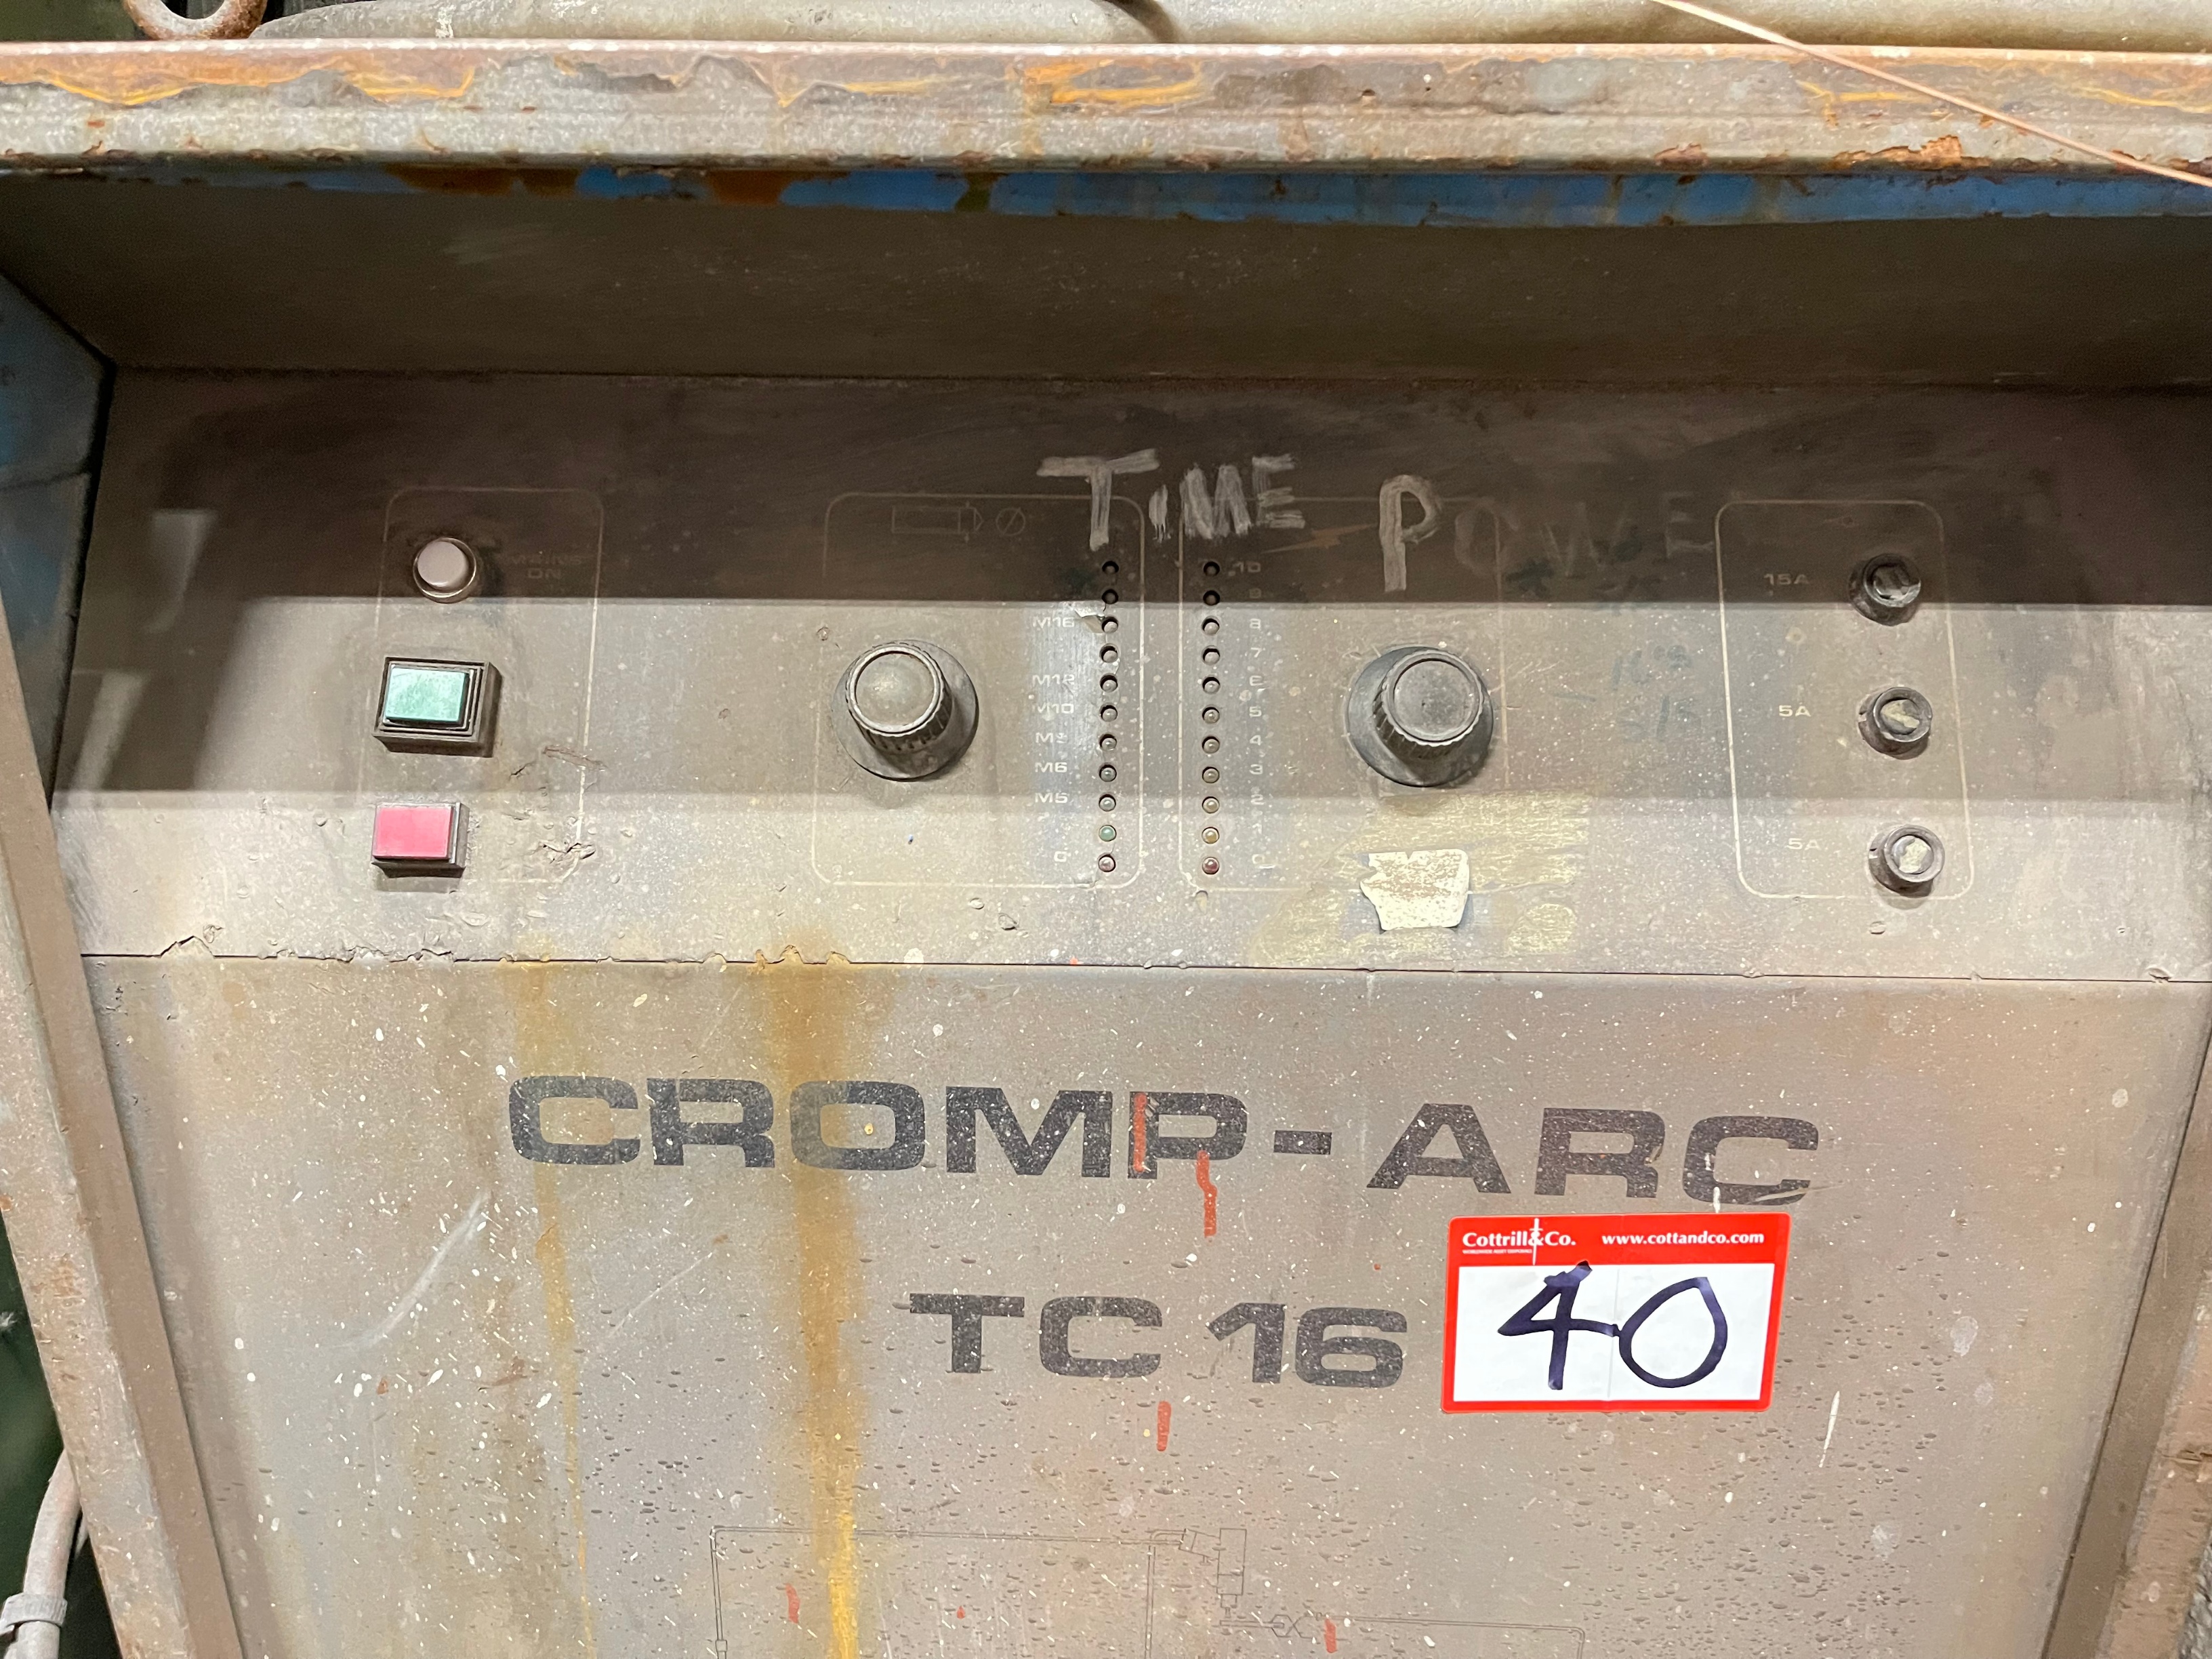 TIME POWE
MAINS
ON
10
9
M16 8
7
M12 6
M10 5
4
M6 3
M5 2
1
0 0
15A
5A
5A
CROMP-ARC
TC 16
Cottrill&Co. www.cottandco.com
40